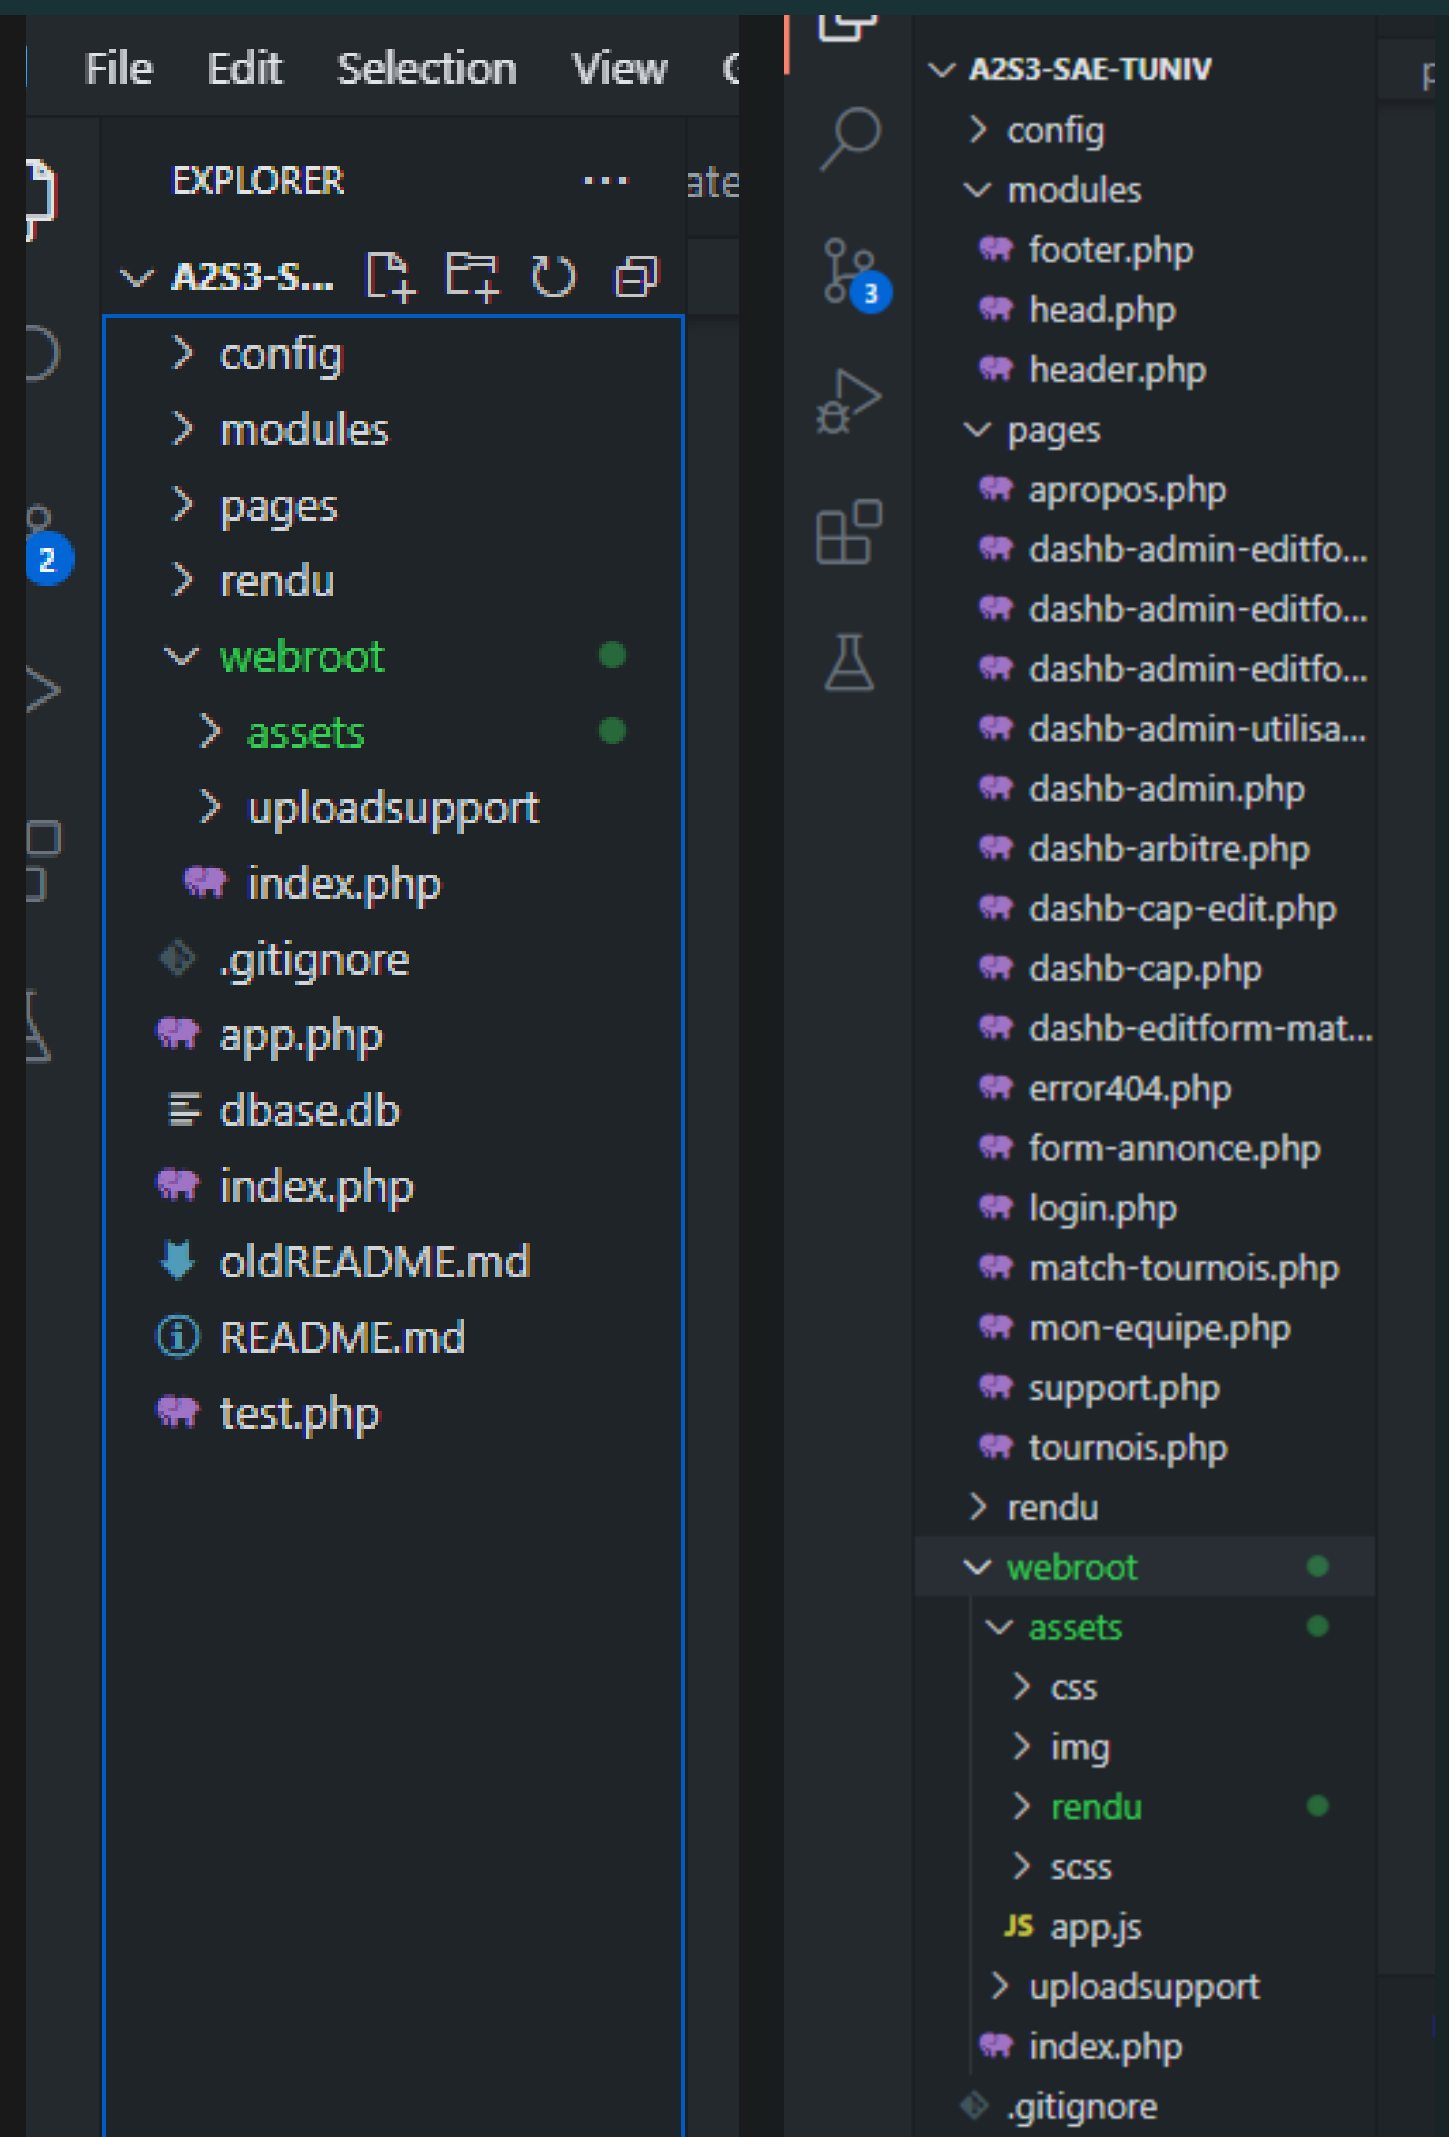 File Edit Selection View
EXPLORER ...
A2S3-S...
config
modules
pages
rendu
webroot
assets
uploadsupport
index.php
.gitignore
app.php
dbase.db
index.php
oldREADME.md
README.md
test.php
2
A2S3-SAE-TUNIV
config
modules
footer.php
head.php
header.php
pages
apropos.php
dashb-admin-editfo...
dashb-admin-editfo...
dashb-admin-editfo...
dashb-admin-utilisa...
dashb-admin.php
dashb-arbitre.php
dashb-cap-edit.php
dashb-cap.php
dashb-editform-mat...
error404.php
form-annonce.php
login.php
match-tournois.php
mon-equipe.php
support.php
tournois.php
rendu
webroot
assets
css
img
rendu
scss
JS app.js
uploadsupport
index.php
.gitignore
3